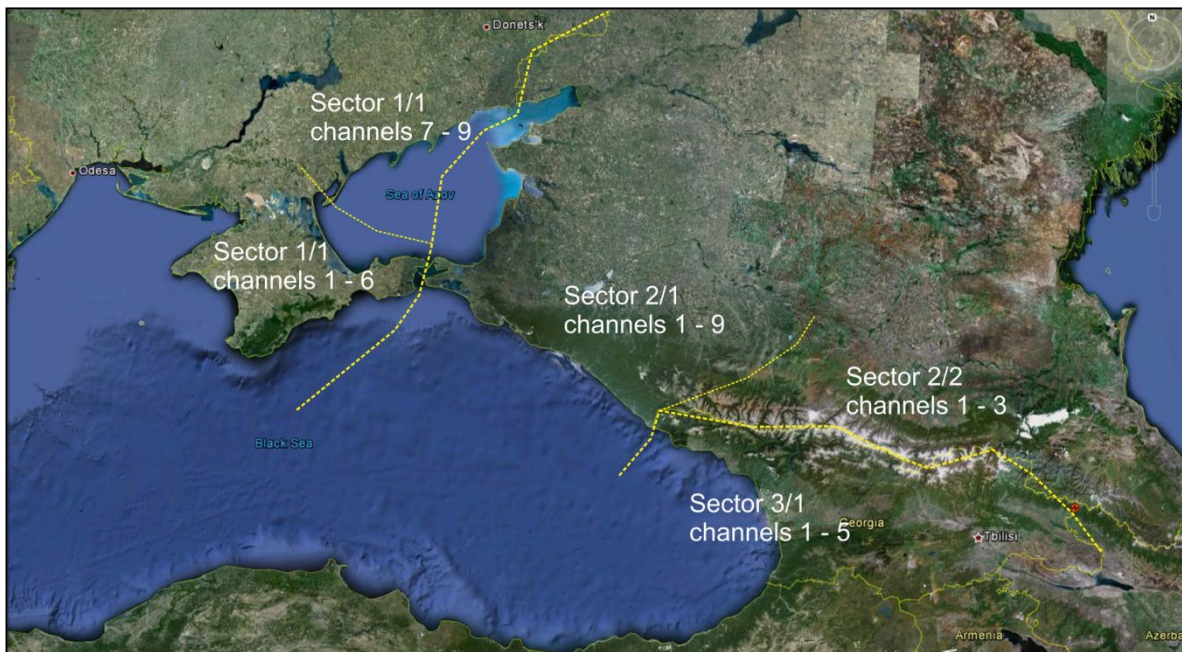 N
Donets'k
Sector 1/1
channels 7 - 9
Odesa
Sea of Azov
Sector 1/1
channels 1 - 6
Sector 2/1
channels 1 - 9
Sector 2/2
channels 1 - 3
Black Sea
Sector 3/1
channels 1 - 5
Georgia
Tbilisi
Armenia
Azerba